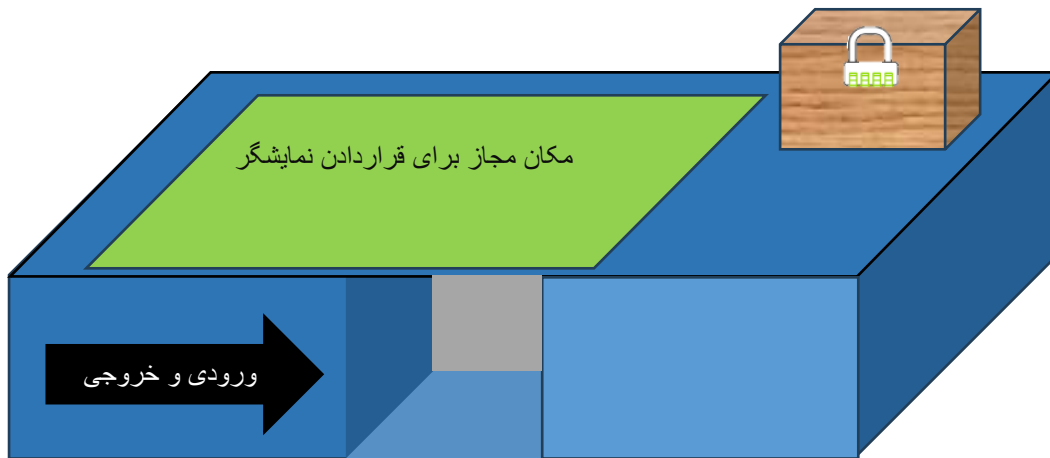 مکان مجاز برای قراردادن نمایشگر
ورودی و خروجی